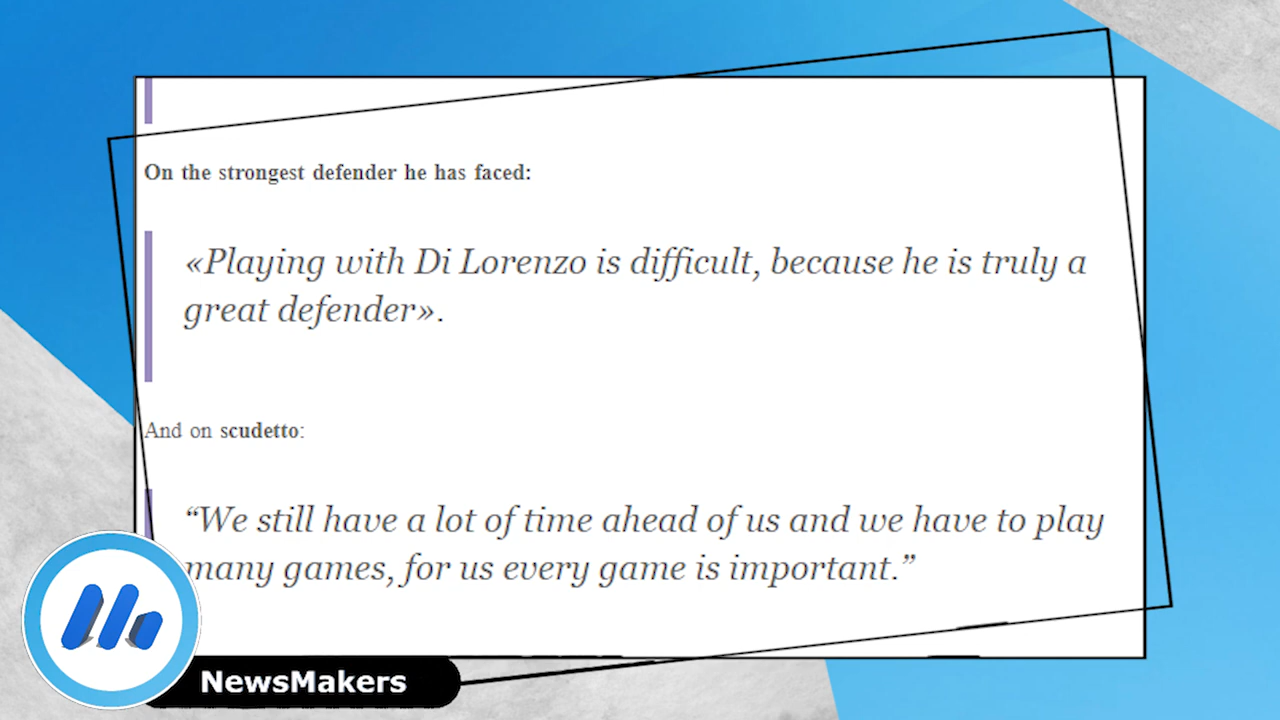 On the strongest defender he has faced:
«Playing with Di Lorenzo is difficult, because he is truly a
great defender».
And on scudetto:
“We still have a lot of time ahead of us and we have to play
many games, for us every game is important.”
NewsMakers